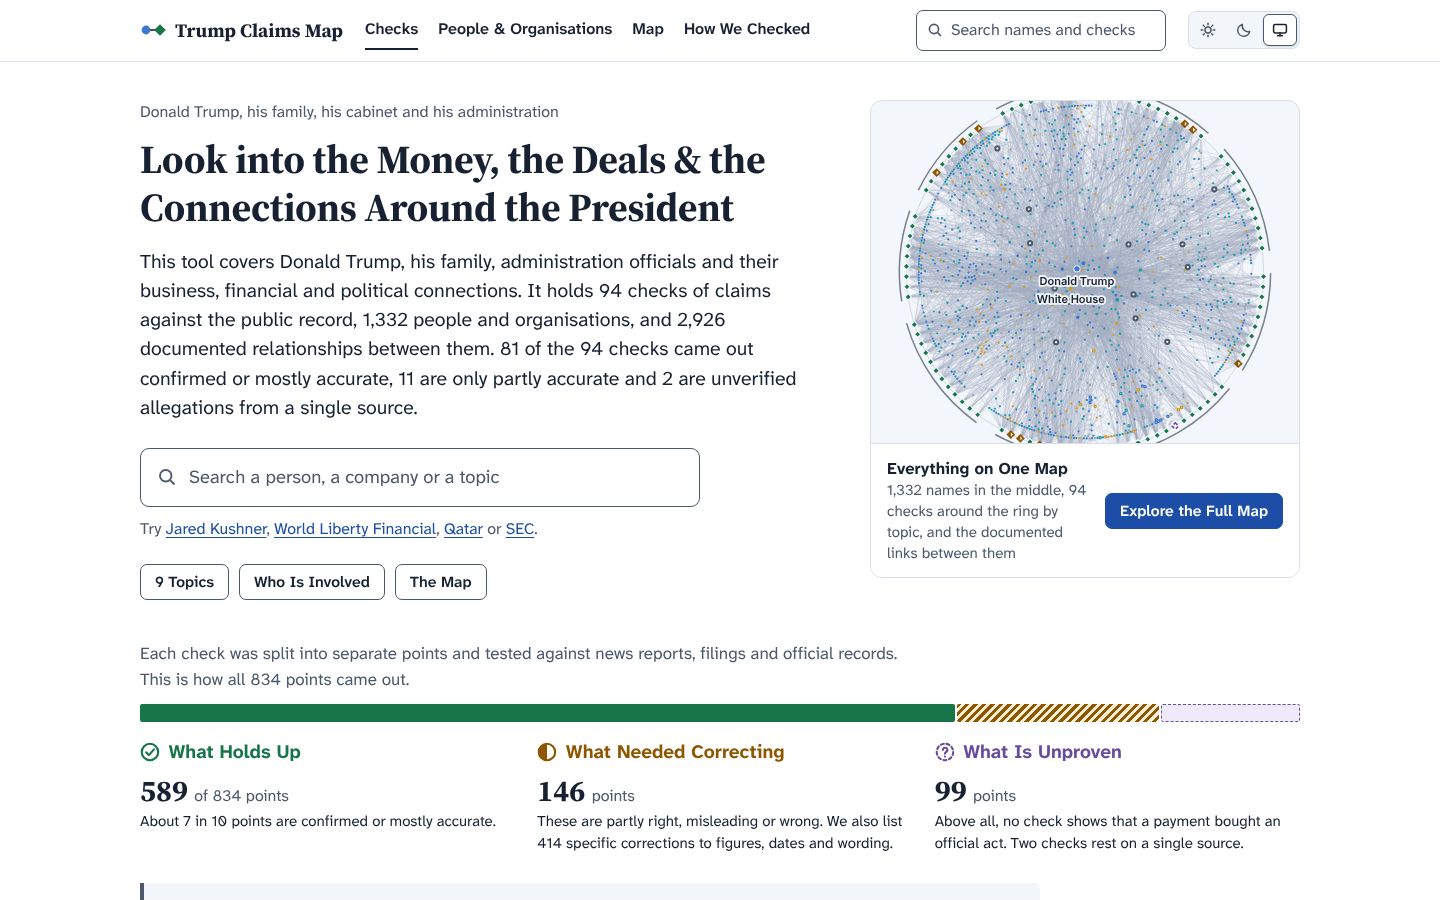 Trump Claims Map
Checks
People & Organisations
Map
How We Checked
Search names and checks
Donald Trump, his family, his cabinet and his administration
Look into the Money, the Deals & the
Connections Around the President
This tool covers Donald Trump, his family, administration officials and their
business, financial and political connections. It holds 94 checks of claims
against the public record, 1,332 people and organisations, and 2,926
documented relationships between them. 81 of the 94 checks came out
confirmed or mostly accurate, 11 are only partly accurate and 2 are unverified
allegations from a single source.
Search a person, a company or a topic
Try Jared Kushner, World Liberty Financial, Qatar or SEC.
9 Topics
Who Is Involved
The Map
Donald Trump
White House
Everything on One Map
1,332 names in the middle, 94
checks around the ring by
topic, and the documented
links between them
Explore the Full Map
Each check was split into separate points and tested against news reports, filings and official records.
This is how all 834 points came out.
What Holds Up
589 of 834 points
About 7 in 10 points are confirmed or mostly accurate.
What Needed Correcting
146 points
These are partly right, misleading or wrong. We also list
414 specific corrections to figures, dates and wording.
What Is Unproven
99 points
Above all, no check shows that a payment bought an
official act. Two checks rest on a single source.